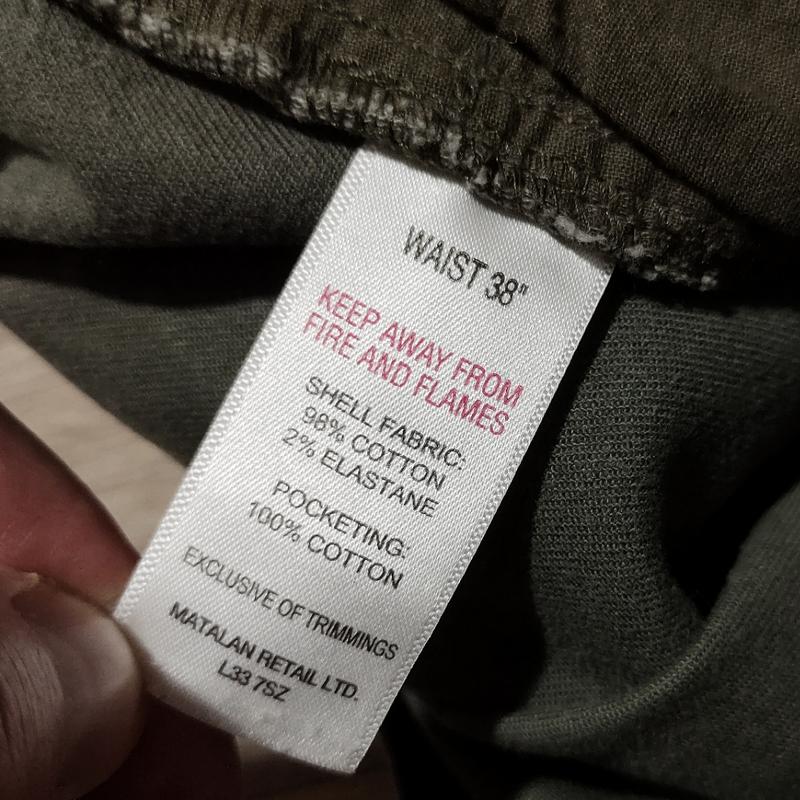 WAIST 38"
KEEP AWAY FROM
FIRE AND FLAMES
SHELL FABRIC:
98% COTTON
2% ELASTANE
POCKETING:
100% COTTON
EXCLUSIVE OF TRIMMINGS
MATALAN RETAIL LTD.
L33 7SZ